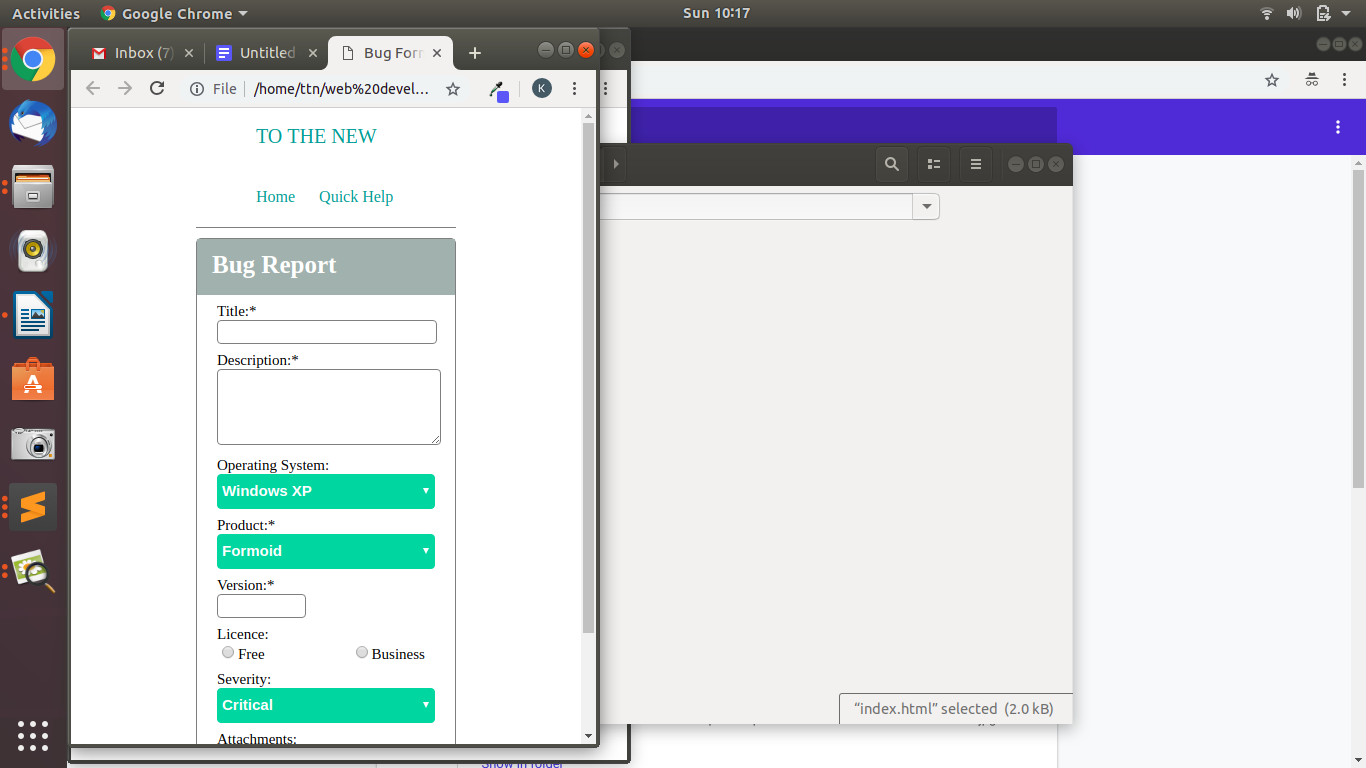 Activities Google Chrome Sun 10:17
Inbox (7) Untitled Bug Form
File /home/ttn/web%20devel... K
TO THE NEW
Home Quick Help
Bug Report
Title:*
Description:*
Operating System:
Windows XP
Product:*
Formoid
Version:*
Licence:
Free Business
Severity:
Critical
Attachments:
“index.html” selected (2.0 kB)
Show in folder